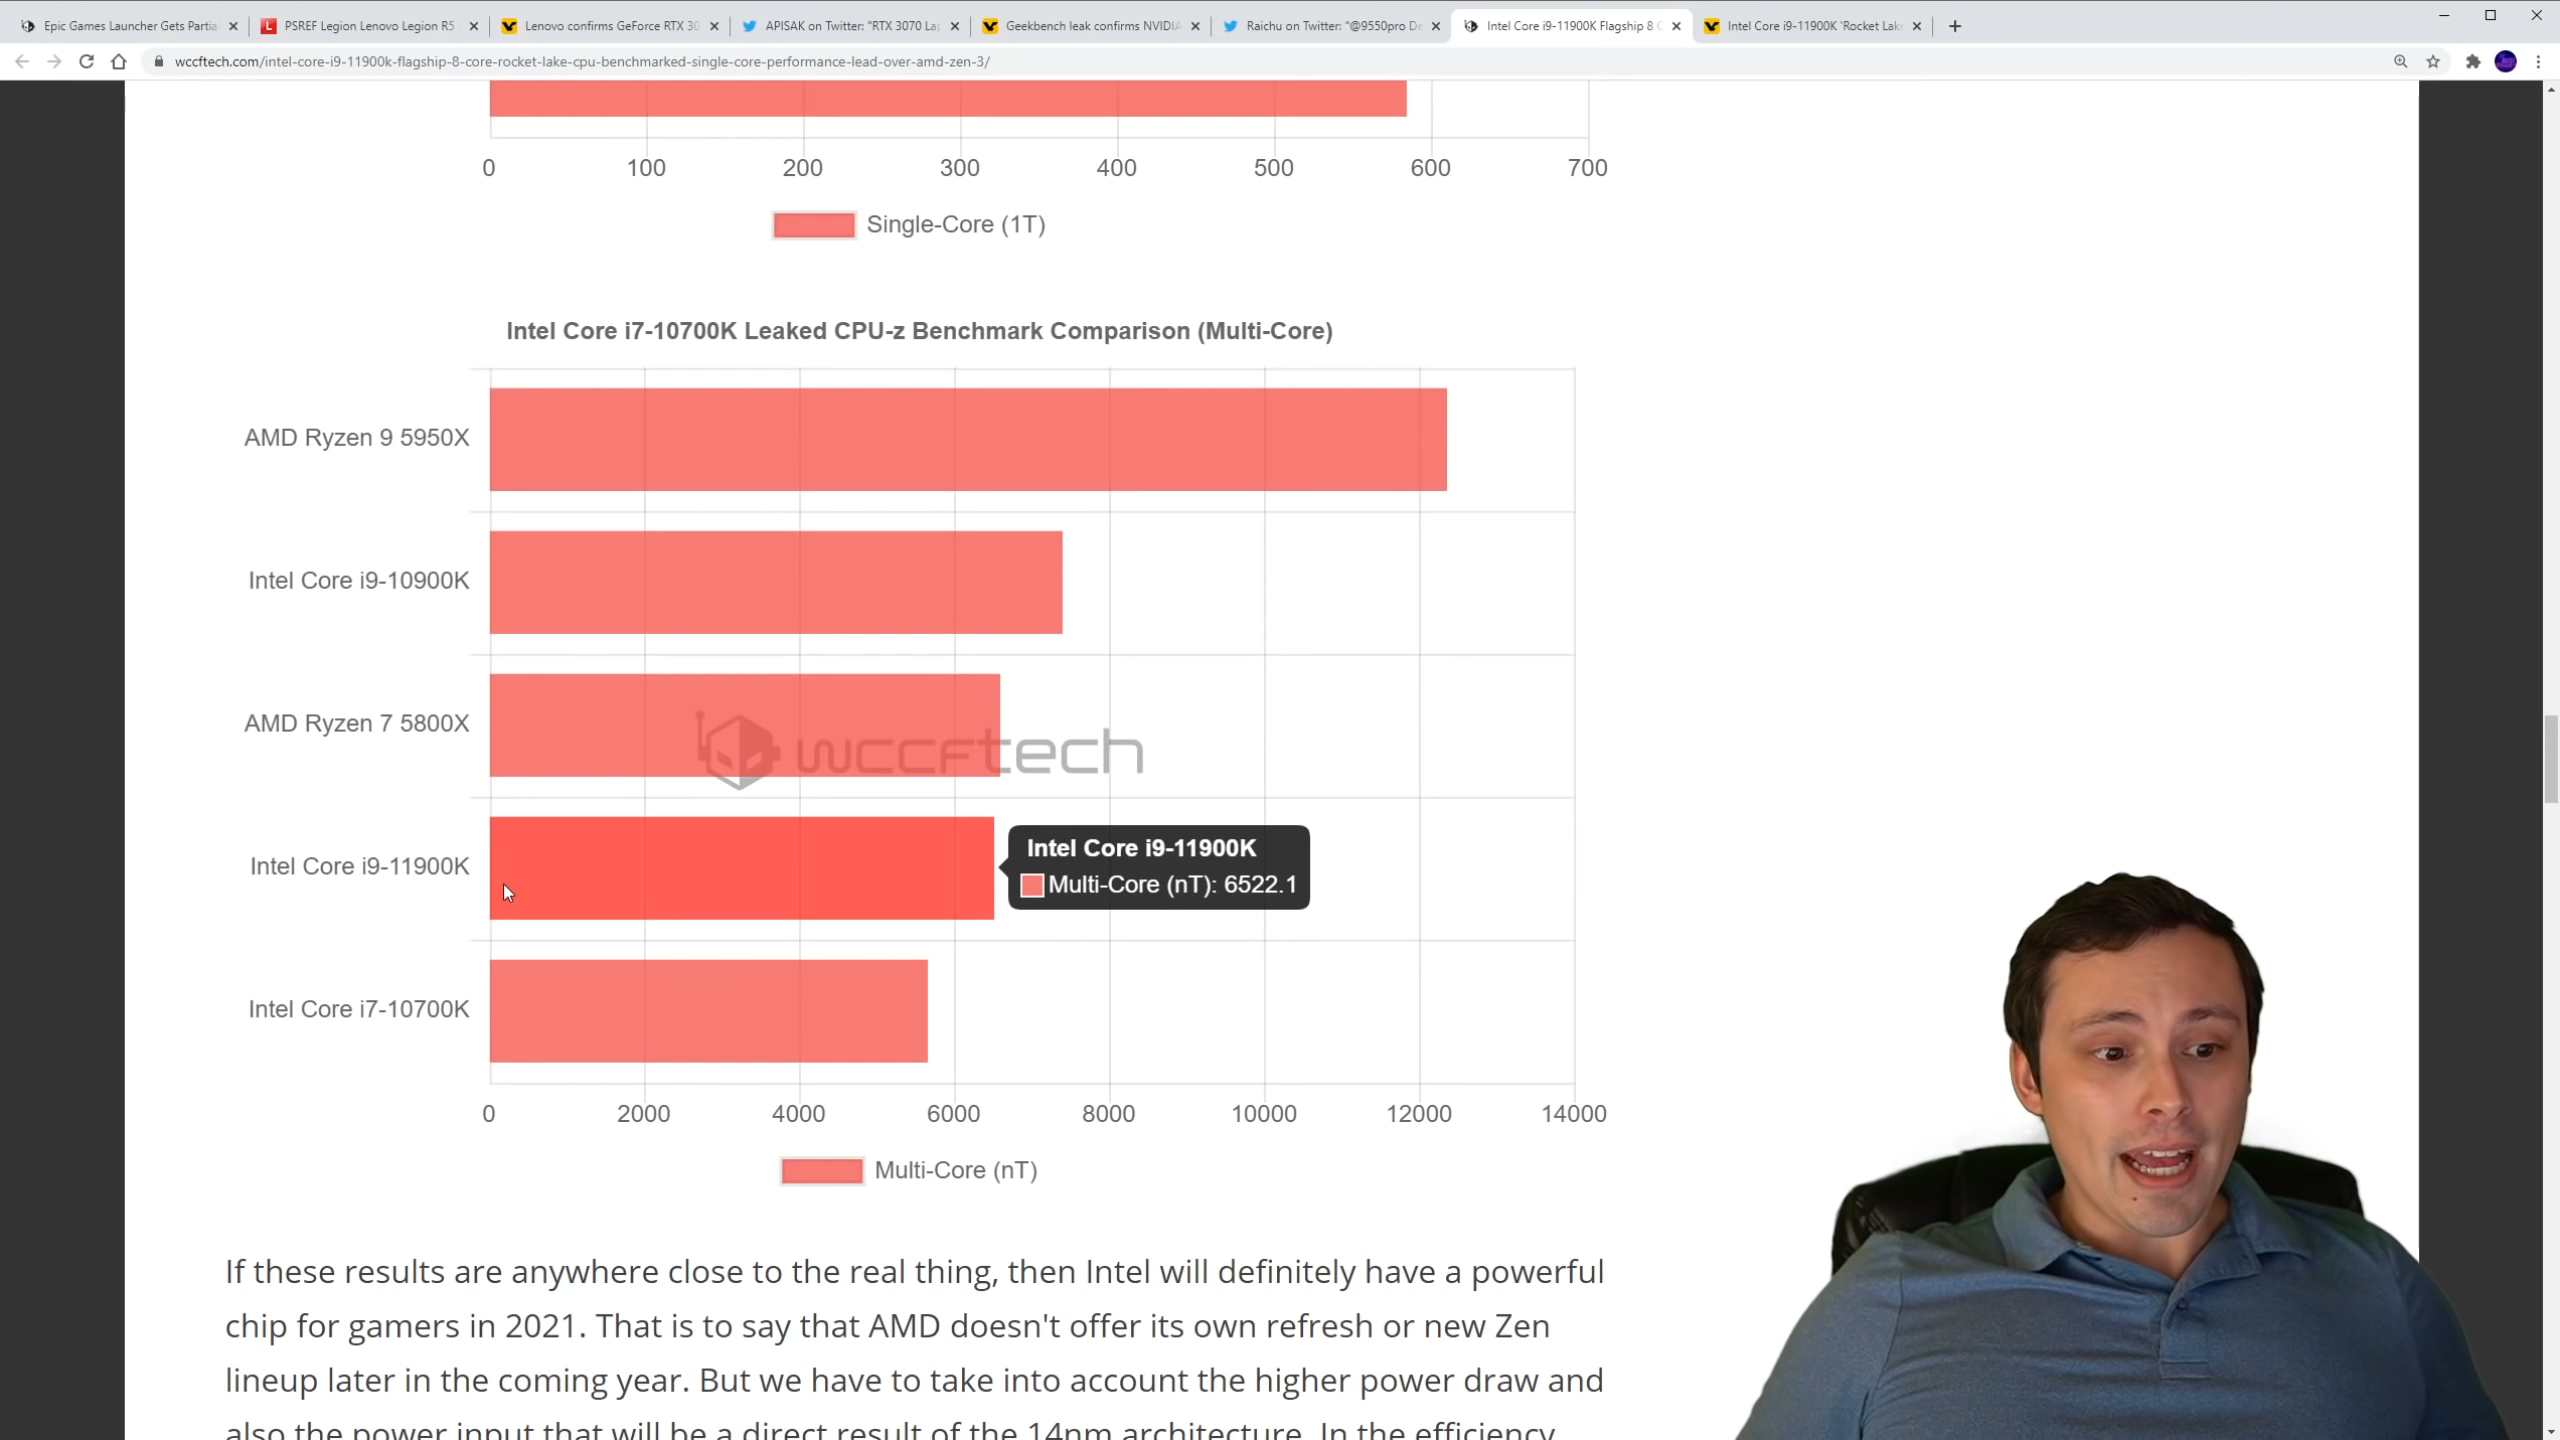 Epic Games Launcher Gets Partia
PSREF Legion Lenovo Legion R5
Lenovo confirms GeForce RTX 30
APISAK on Twitter: "RTX 3070 Lap
Geekbench leak confirms NVIDIA
Raichu on Twitter: "@9550pro De
Intel Core i9-11900K Flagship 8 C
Intel Core i9-11900K 'Rocket Lake
wccftech.com/intel-core-i9-11900k-flagship-8-core-rocket-lake-cpu-benchmarked-single-core-performance-lead-over-amd-zen-3/
0 100 200 300 400 500 600 700
Single-Core (1T)
Intel Core i7-10700K Leaked CPU-z Benchmark Comparison (Multi-Core)
AMD Ryzen 9 5950X
Intel Core i9-10900K
AMD Ryzen 7 5800X
wccftech
Intel Core i9-11900K
Intel Core i9-11900K
Multi-Core (nT): 6522.1
Intel Core i7-10700K
0 2000 4000 6000 8000 10000 12000 14000
Multi-Core (nT)
If these results are anywhere close to the real thing, then Intel will definitely have a powerful
chip for gamers in 2021. That is to say that AMD doesn't offer its own refresh or new Zen
lineup later in the coming year. But we have to take into account the higher power draw and
also the power input that will be a direct result of the 14nm architecture. In the efficiency